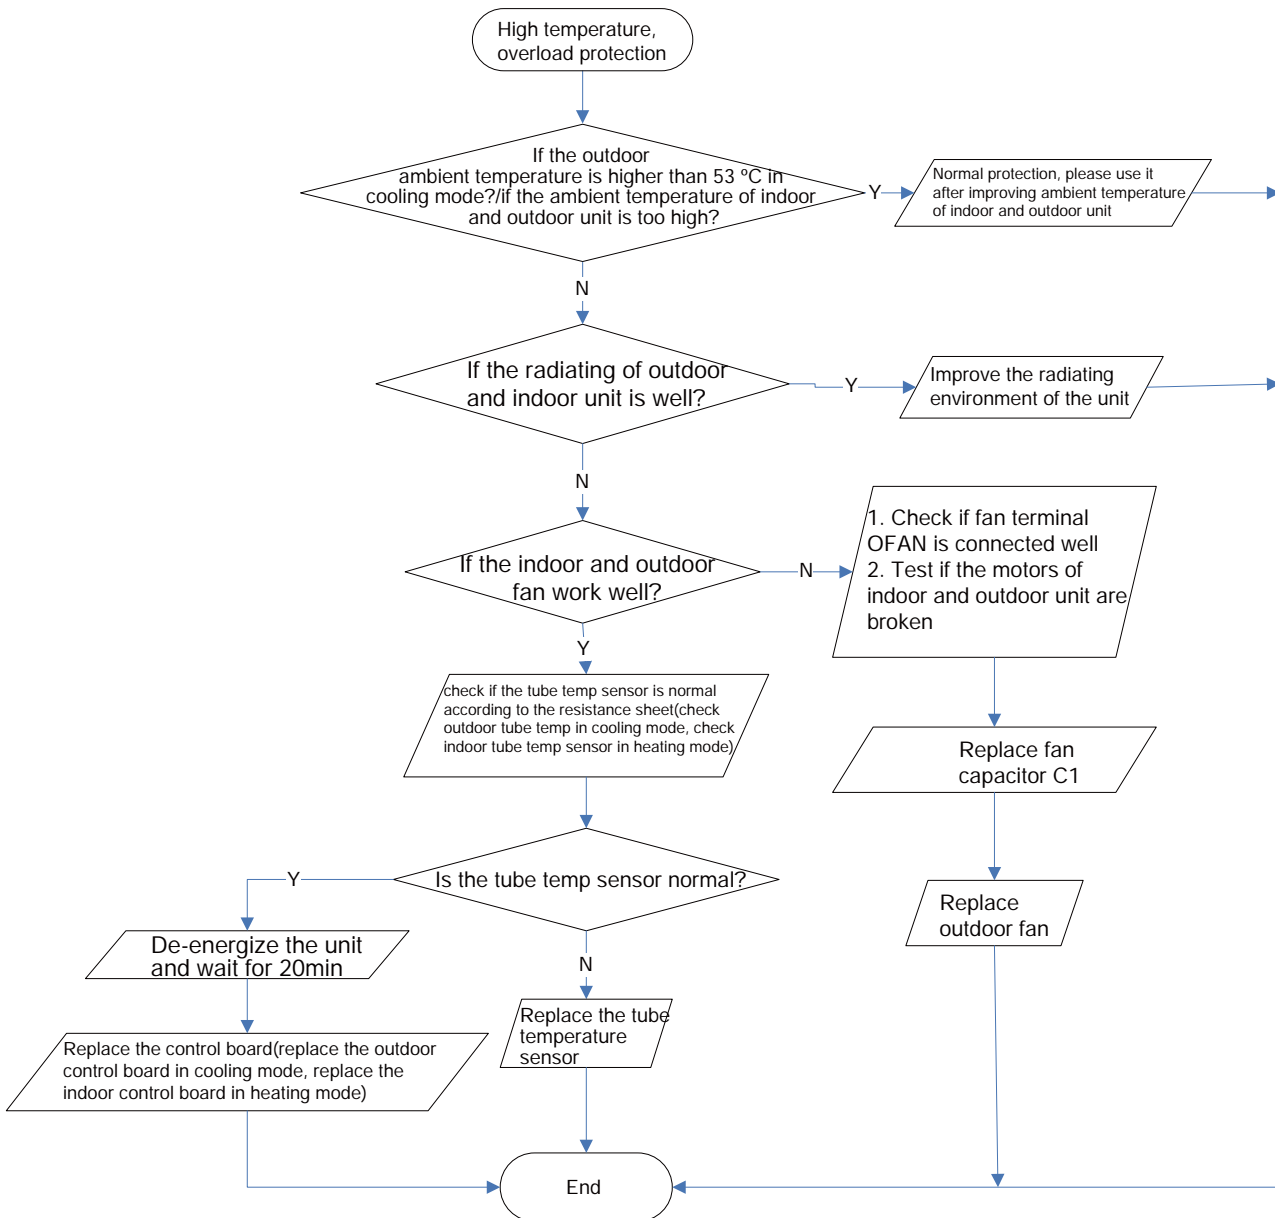 High temperature,
overload protection
If the outdoor
ambient temperature is higher than 53 ºC in
cooling mode?/if the ambient temperature of indoor
and outdoor unit is too high?
Y
Normal protection, please use it
after improving ambient temperature
of indoor and outdoor unit
N
If the radiating of outdoor
and indoor unit is well?
Y
Improve the radiating
environment of the unit
N
If the indoor and outdoor
fan work well?
N
1. Check if fan terminal
OFAN is connected well
2. Test if the motors of
indoor and outdoor unit are
broken
Y
check if the tube temp sensor is normal
according to the resistance sheet(check
outdoor tube temp in cooling mode, check
indoor tube temp sensor in heating mode)
Replace fan
capacitor C1
Is the tube temp sensor normal?
Y
Replace
outdoor fan
De-energize the unit
and wait for 20min
N
Replace the tube
temperature
sensor
Replace the control board(replace the outdoor
control board in cooling mode, replace the
indoor control board in heating mode)
End